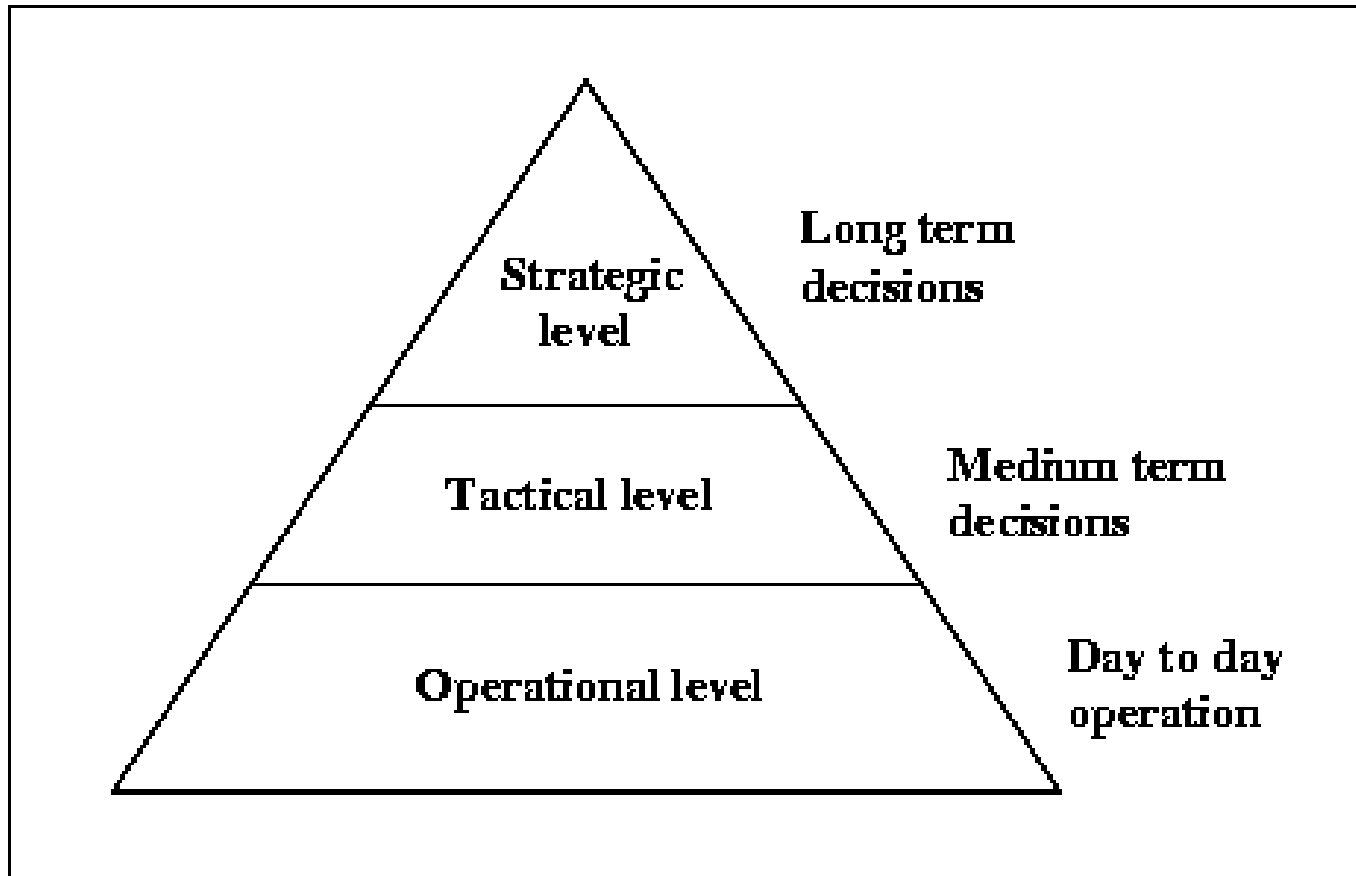 Strategic
level
Long term
decisions
Tactical level
Medium term
decisions
Operational level
Day to day
operation